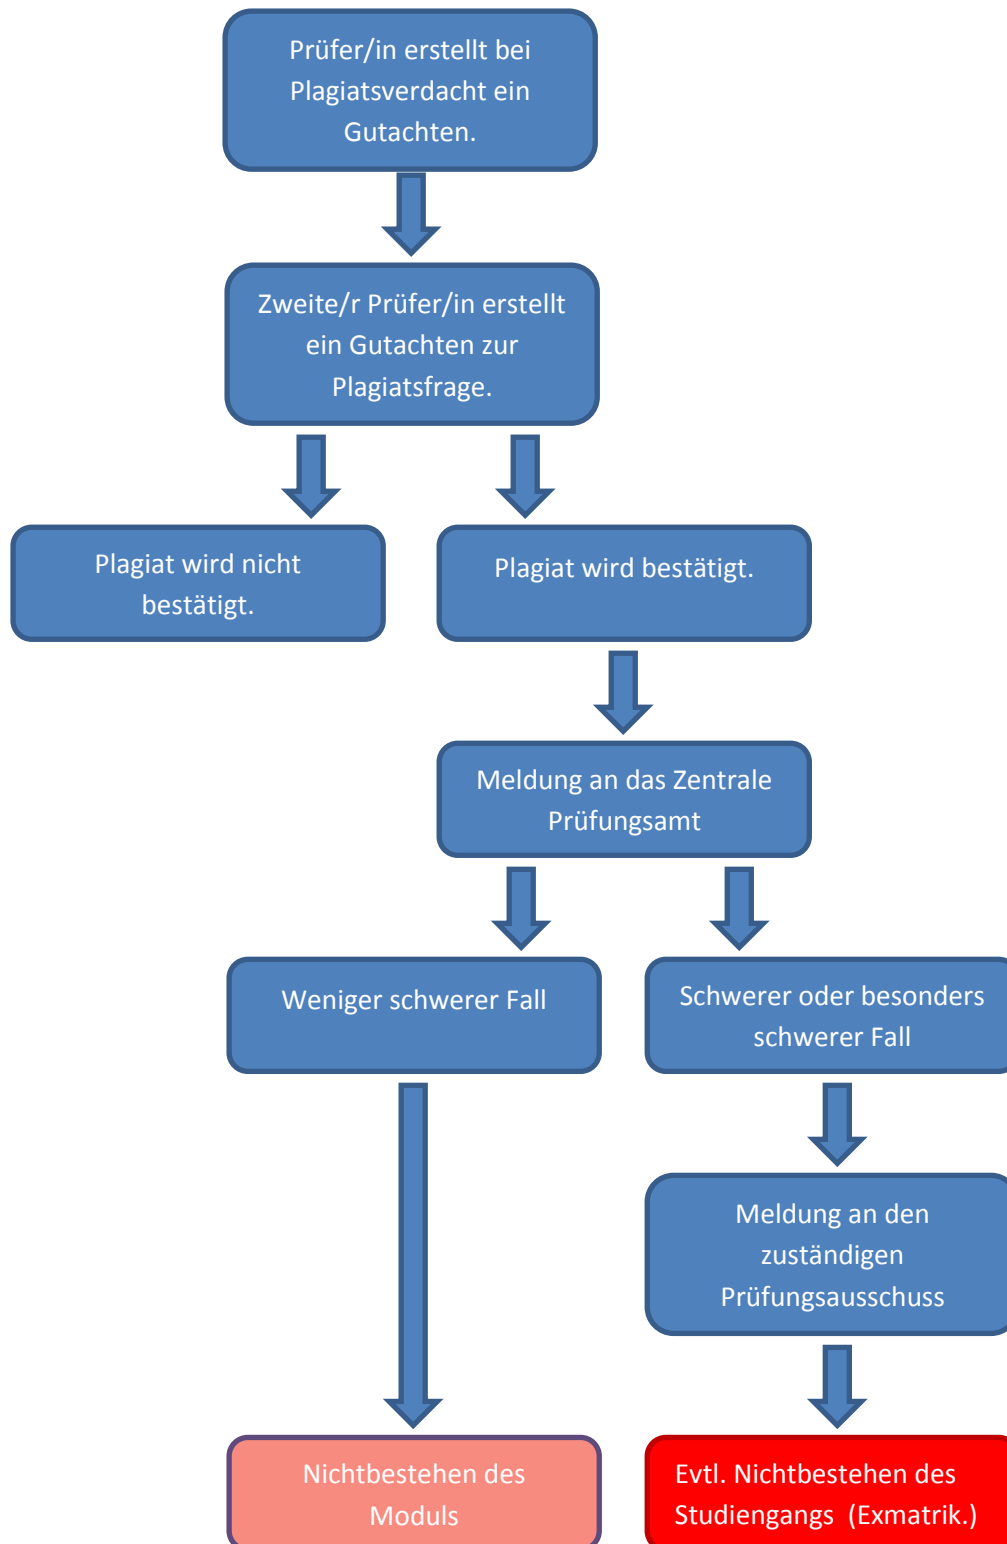 Prüfer/in erstellt bei
Plagiatsverdacht ein
Gutachten.
Zweite/r Prüfer/in erstellt
ein Gutachten zur
Plagiatsfrage.
Plagiat wird nicht
bestätigt.
Plagiat wird bestätigt.
Meldung an das Zentrale
Prüfungsamt
Weniger schwerer Fall
Schwerer oder besonders
schwerer Fall
Meldung an den
zuständigen
Prüfungsausschuss
Nichtbestehen des
Moduls
Evtl. Nichtbestehen des
Studiengangs (Exmatrik.)